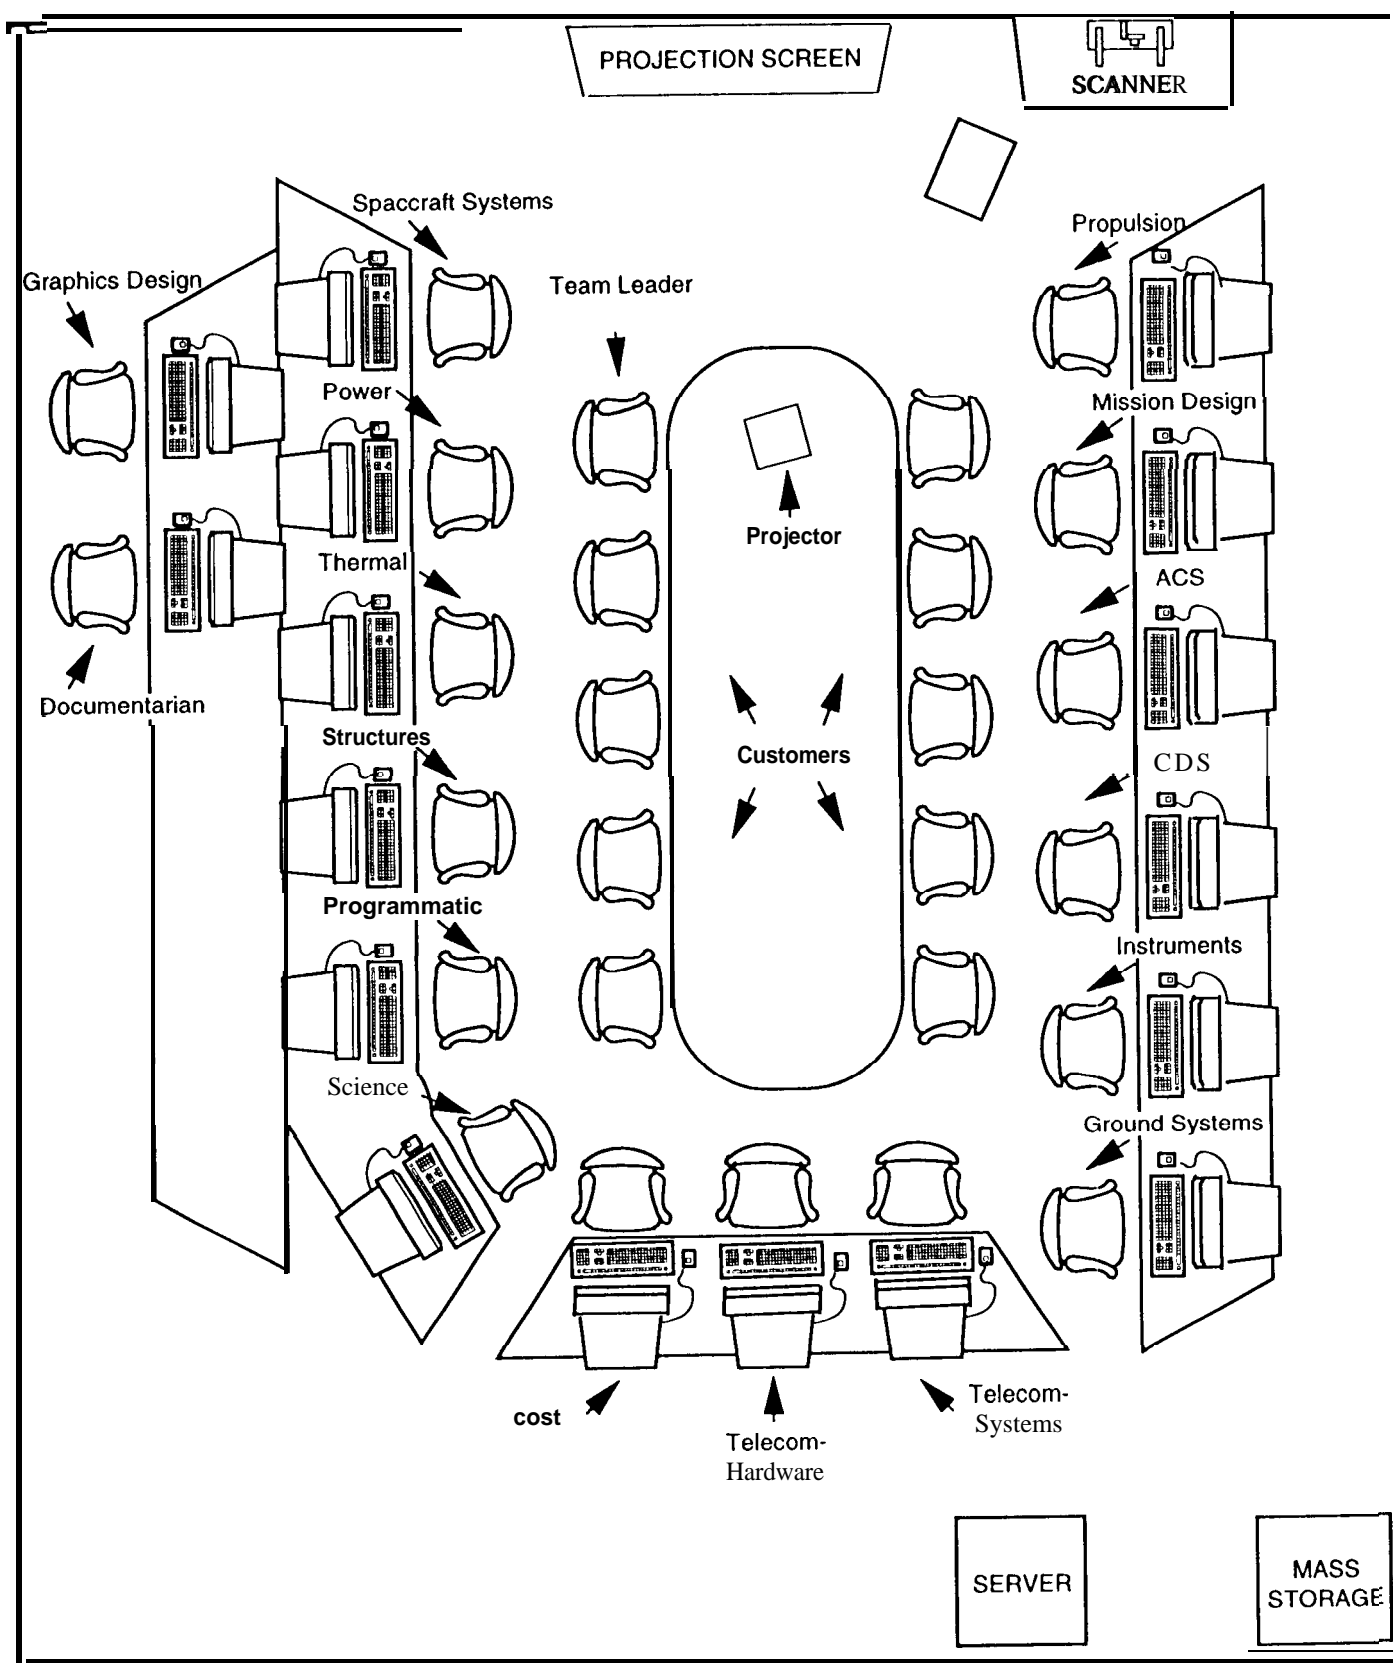 PROJECTION SCREEN
SCANNER
Spaccraft Systems
Propulsion
Graphics Design
Team Leader
Power
Mission Design
Projector
Thermal
ACS
Documentarian
Structures
Customers
CDS
Programmatic
Instruments
Science
Ground Systems
cost
Telecom-
Hardware
Telecom-
Systems
SERVER
MASS
STORAGE